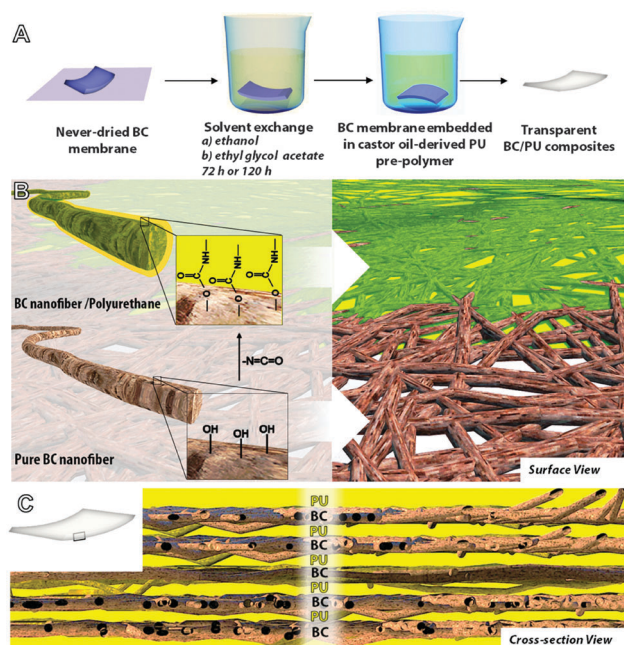 A
Never-dried BC
membrane
Solvent exchange
a) ethanol
b) ethyl glycol acetate
72 h or 120 h
BC membrane embedded
in castor oil-derived PU
pre-polymer
Transparent
BC/PU composites
B
NH
NH
NH
O=C
O=C
O=C
O
O
O
BC nanofiber /Polyurethane
-N=C=O
OH
OH
OH
Pure BC nanofiber
Surface View
C
PU
BC
PU
BC
PU
BC
PU
BC
PU
BC
Cross-section View